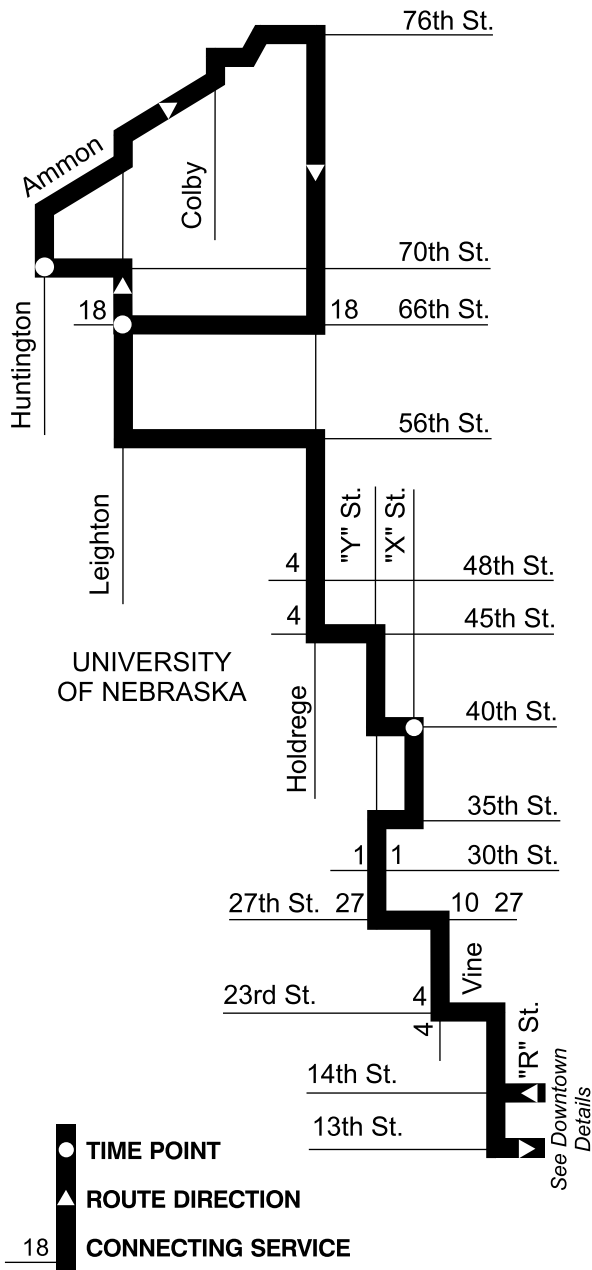 76th St.
Ammon
Colby
70th St.
Huntington
18
18
66th St.
56th St.
Leighton
"Y" St.
"X" St.
4
48th St.
4
45th St.
UNIVERSITY
OF NEBRASKA
Holdrege
40th St.
35th St.
1
1
30th St.
27th St.
27
10
27
Vine
23rd St.
4
4
"R" St.
14th St.
13th St.
See Downtown
Details
TIME POINT
ROUTE DIRECTION
18
CONNECTING SERVICE